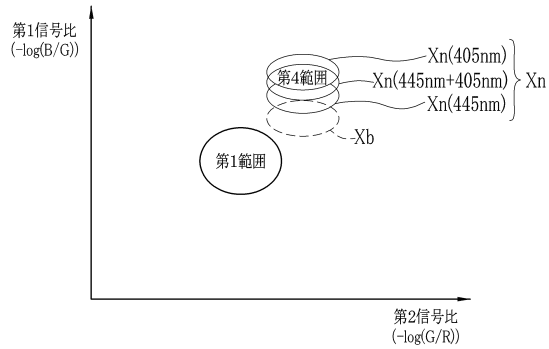 第1信号比
(-log(B/G))
Xn(405nm)
第4範囲
Xn(445nm+405nm)
Xn
Xn(445nm)
Xb
第1範囲
第2信号比
(-log(G/R))